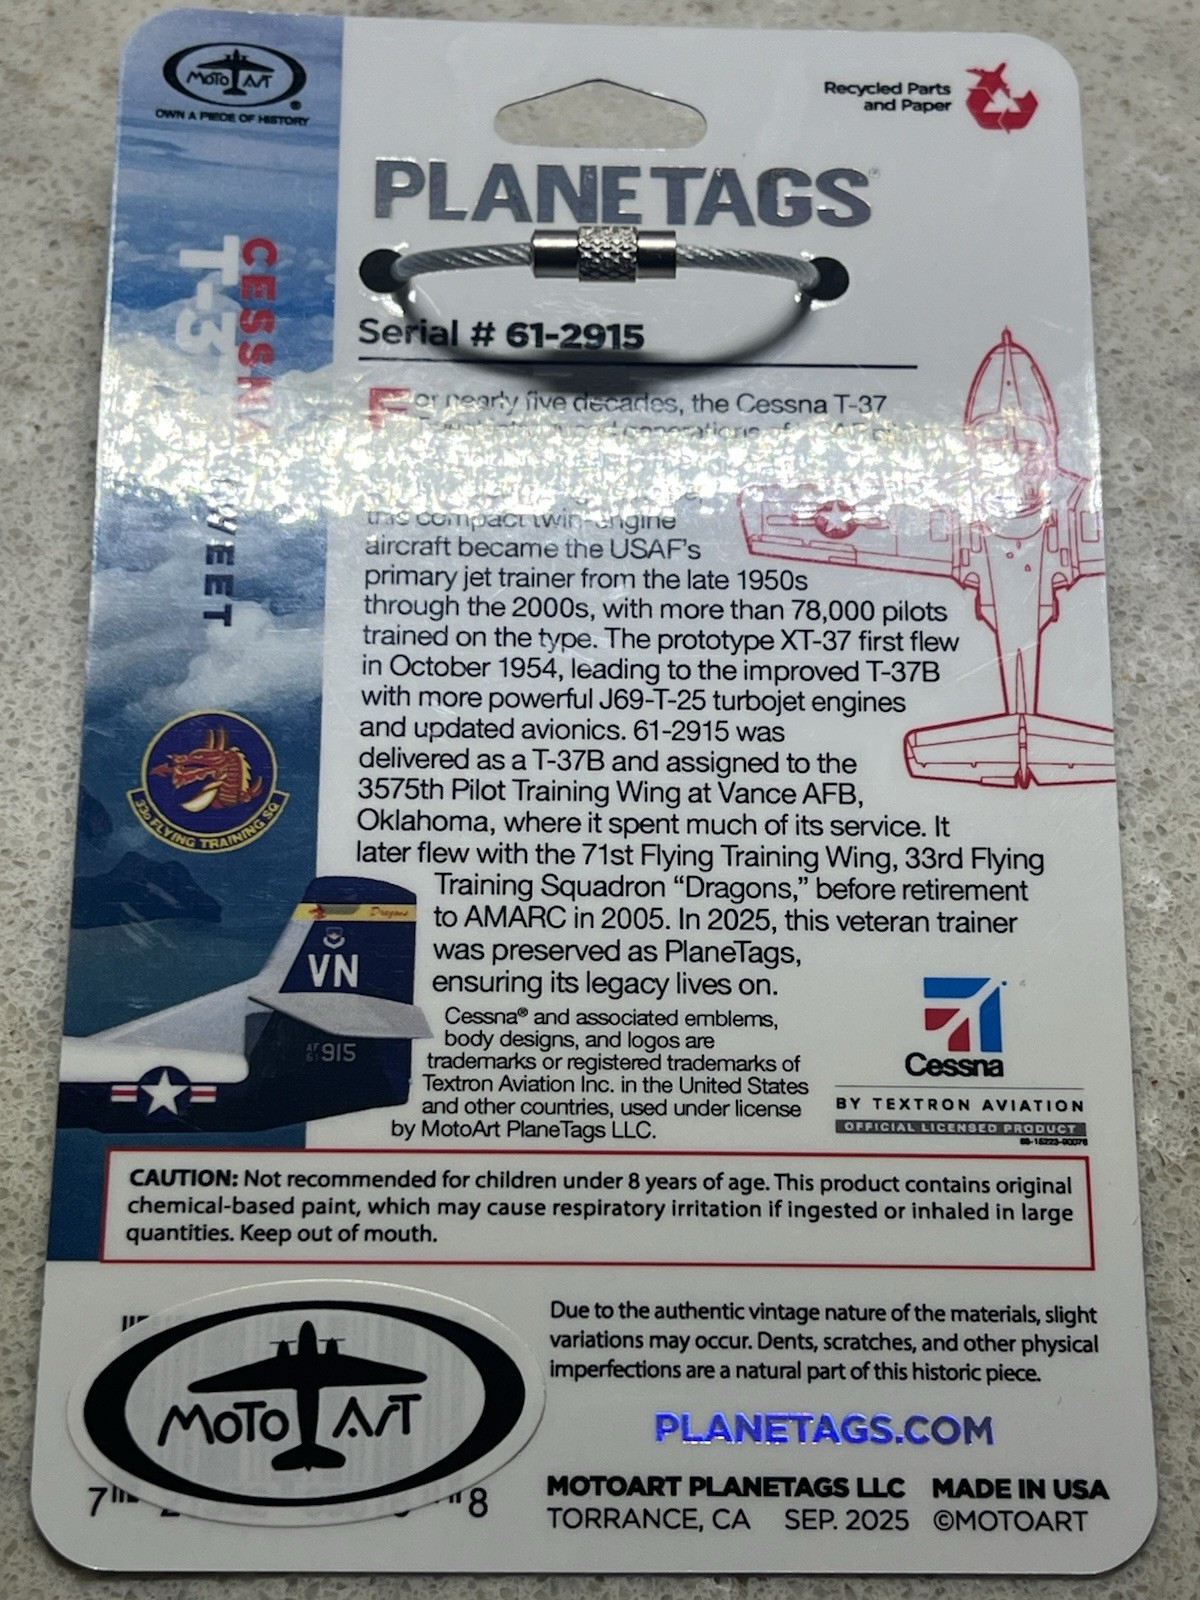 MOTO ART
®
OWN A PIECE OF HISTORY
Recycled Parts
and Paper
PLANETAGS®
CESSNA
T-3
WEET
Serial # 61-2915
For nearly five decades, the Cessna T-37
generations of USAF
this compact twin-engine
aircraft became the USAF's
primary jet trainer from the late 1950s
through the 2000s, with more than 78,000 pilots
trained on the type. The prototype XT-37 first flew
in October 1954, leading to the improved T-37B
with more powerful J69-T-25 turbojet engines
and updated avionics. 61-2915 was
delivered as a T-37B and assigned to the
3575th Pilot Training Wing at Vance AFB,
Oklahoma, where it spent much of its service. It
later flew with the 71st Flying Training Wing, 33rd Flying
Training Squadron “Dragons,” before retirement
to AMARC in 2005. In 2025, this veteran trainer
was preserved as PlaneTags,
ensuring its legacy lives on.
33D FLYING TRAINING SQ
Dragons
VN
AF
61 915
Cessna® and associated emblems,
body designs, and logos are
trademarks or registered trademarks of
Textron Aviation Inc. in the United States
and other countries, used under license
by MotoArt PlaneTags LLC.
Cessna
BY TEXTRON AVIATION
OFFICIAL LICENSED PRODUCT
CAUTION: Not recommended for children under 8 years of age. This product contains original
chemical-based paint, which may cause respiratory irritation if ingested or inhaled in large
quantities. Keep out of mouth.
MOTO ART
7 8
Due to the authentic vintage nature of the materials, slight
variations may occur. Dents, scratches, and other physical
imperfections are a natural part of this historic piece.
PLANETAGS.COM
MOTOART PLANETAGS LLC MADE IN USA
TORRANCE, CA SEP. 2025 ©MOTOART